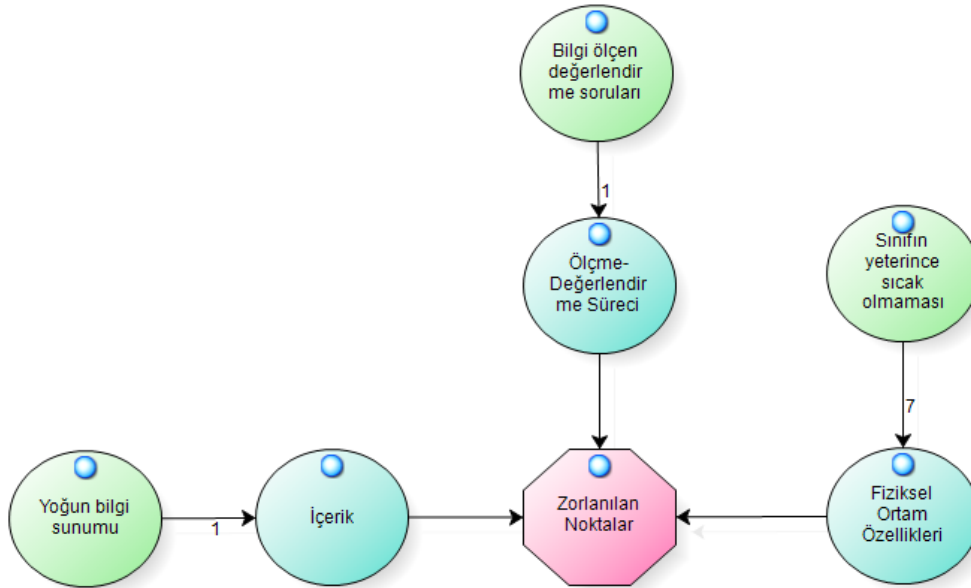 Bilgi ölçen
değerlendir
me soruları
1
Ölçme-
Değerlendir
me Süreci
Sınıfın
yeterince
sıcak
olmaması
7
Yoğun bilgi
sunumu
1
İçerik
Zorlanılan
Noktalar
Fiziksel
Ortam
Özellikleri